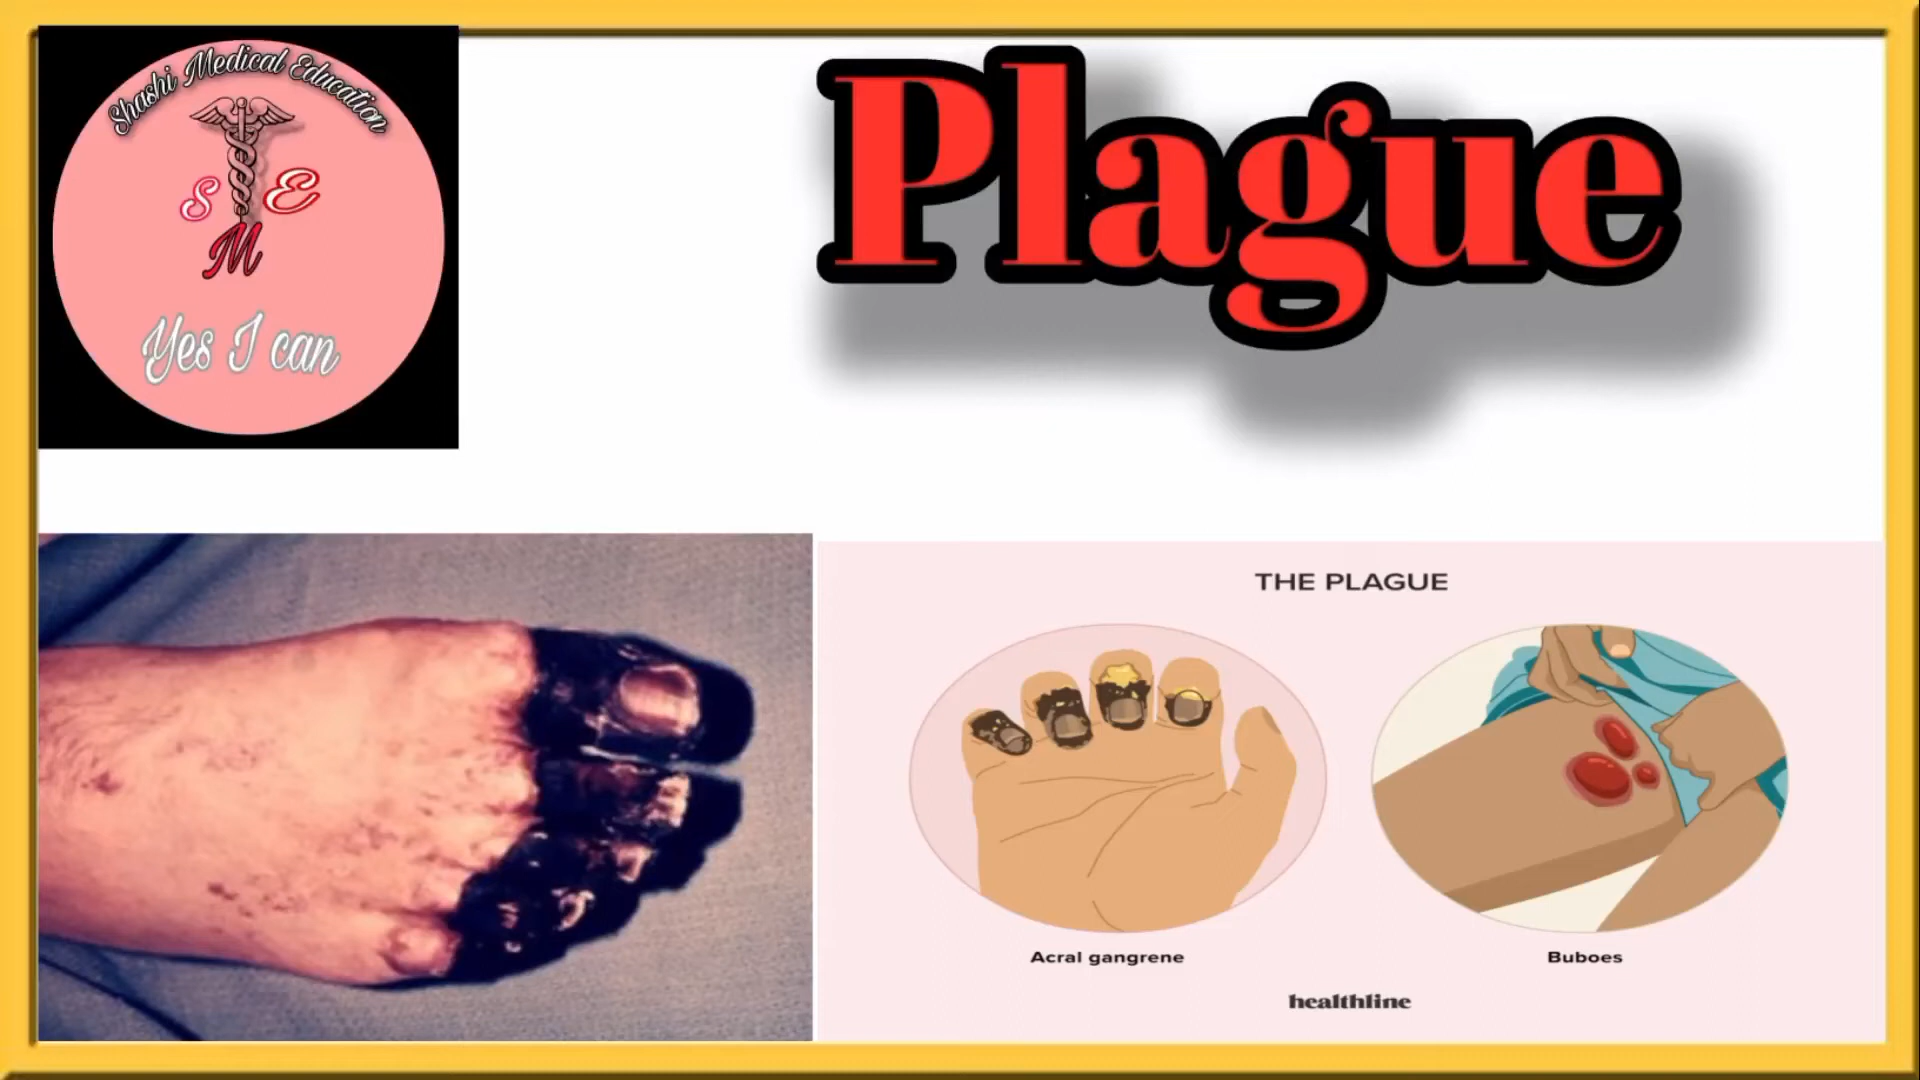 Shashi Medical Education
S E
M
Yes I can
Plague
THE PLAGUE
Acral gangrene
Buboes
healthline